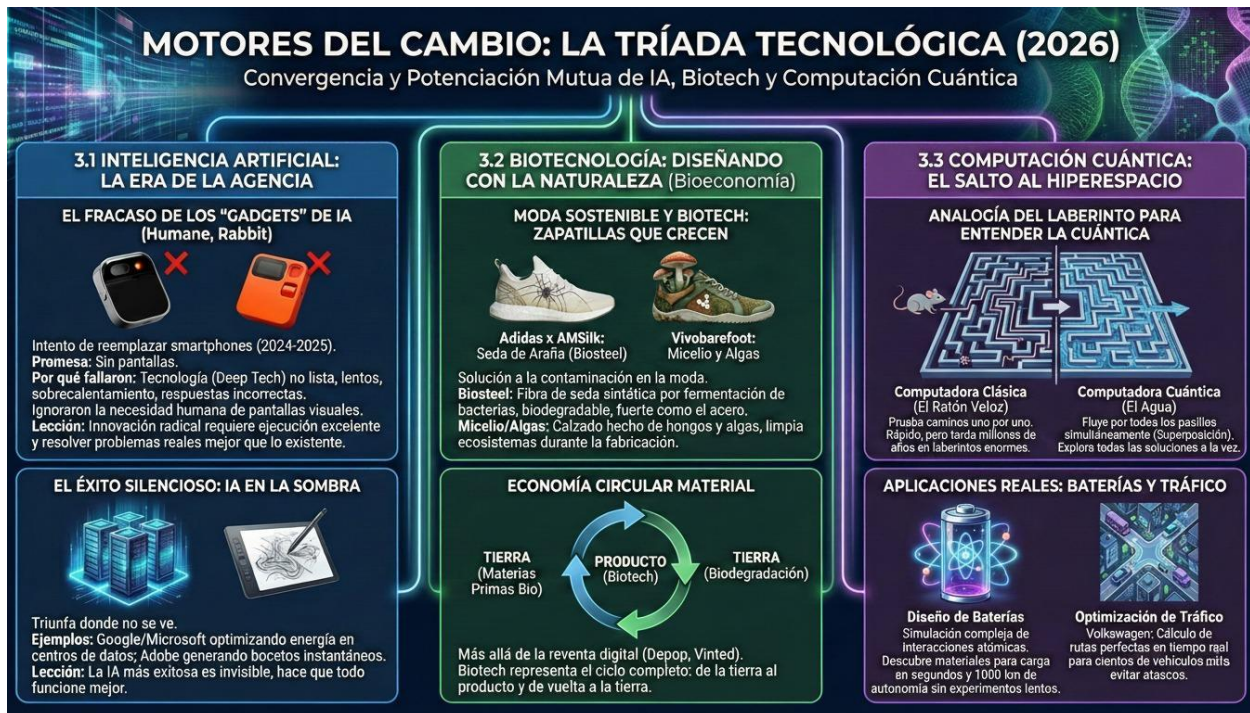 MOTORES DEL CAMBIO: LA TRÍADA TECNOLÓGICA (2026)
Convergencia y Potenciación Mutua de IA, Biotech y Computación Cuántica
3.1 INTELIGENCIA ARTIFICIAL:
LA ERA DE LA AGENCIA
EL FRACASO DE LOS "GADGETS" DE IA
(Humane, Rabbit)
Intento de reemplazar smartphones (2024-2025).
Promesa: Sin pantallas.
Por qué fallaron: Tecnología (Deep Tech) no lista, lentos,
sobrecalentamiento, respuestas incorrectas.
Ignoraron la necesidad humana de pantallas visuales.
Lección: Innovación radical requiere ejecución excelente
y resolver problemas reales mejor que lo existente.
EL ÉXITO SILENCIOSO: IA EN LA SOMBRA
Triunfa donde no se ve.
Ejemplos: Google/Microsoft optimizando energía en
centros de datos; Adobe generando bocetos instantáneos.
Lección: La IA más exitosa es invisible, hace que todo
funcione mejor.
3.2 BIOTECNOLOGÍA: DISEÑANDO
CON LA NATURALEZA (Bioeconomía)
MODA SOSTENIBLE Y BIOTECH:
ZAPATILLAS QUE CRECEN
Adidas x AMSilk:
Seda de Araña (Biosteel)
Vivobarefoot:
Micelio y Algas
Solución a la contaminación en la moda.
Biosteel: Fibra de seda sintética por fermentación de
bacterias, biodegradable, fuerte como el acero.
Micelio/Algas: Calzado hecho de hongos y algas, limpia
ecosistemas durante la fabricación.
ECONOMÍA CIRCULAR MATERIAL
TIERRA
(Materias
Primas Bio)
PRODUCTO
(Biotech)
TIERRA
(Biodegradación)
Más allá de la reventa digital (Depop, Vinted).
Biotech representa el ciclo completo: de la tierra al
producto y de vuelta a la tierra.
3.3 COMPUTACIÓN CUÁNTICA:
EL SALTO AL HIPERESPACIO
ANALOGÍA DEL LABERINTO PARA
ENTENDER LA CUÁNTICA
Computadora Clásica
(El Ratón Veloz)
Prusba caminos uno por uno.
Rápido, pero tarda millones de
años en laberintos enormes.
Computadora Cuántica
(El Agua)
Fluye por todes los pasilles
simultáneamente
Explora todas las soluciones a la vez.
APLICACIONES REALES: BATERÍAS Y TRÁFICO
Diseño de Baterías
Simulación compleja de
Interacciones atómicas.
Descubre materiales para carga
en segundos y 1000 km de
autonomía sin experimentos lentos.
Optimización de Tráfico
Volkswagen: Cálculo de
rutas perfectas en tiempo real
para cientos de vehículos
evitar atascos.